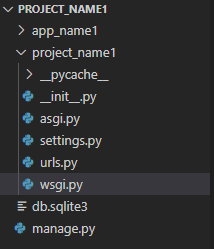 PROJECT_NAME1
app_name1
project_name1
__pycache__
__init__.py
asgi.py
settings.py
urls.py
wsgi.py
db.sqlite3
manage.py